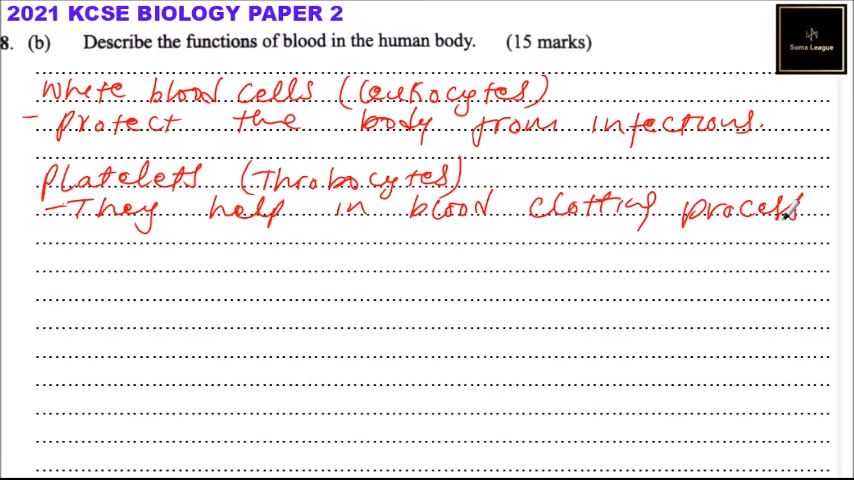 2021 KCSE BIOLOGY PAPER 2
8. (b) Describe the functions of blood in the human body. (15 marks)
Soma League
White blood cells (Leukocytes)
- Protect the body from infections.
Platelets (Throbocytes)
- They help in blood clotting process